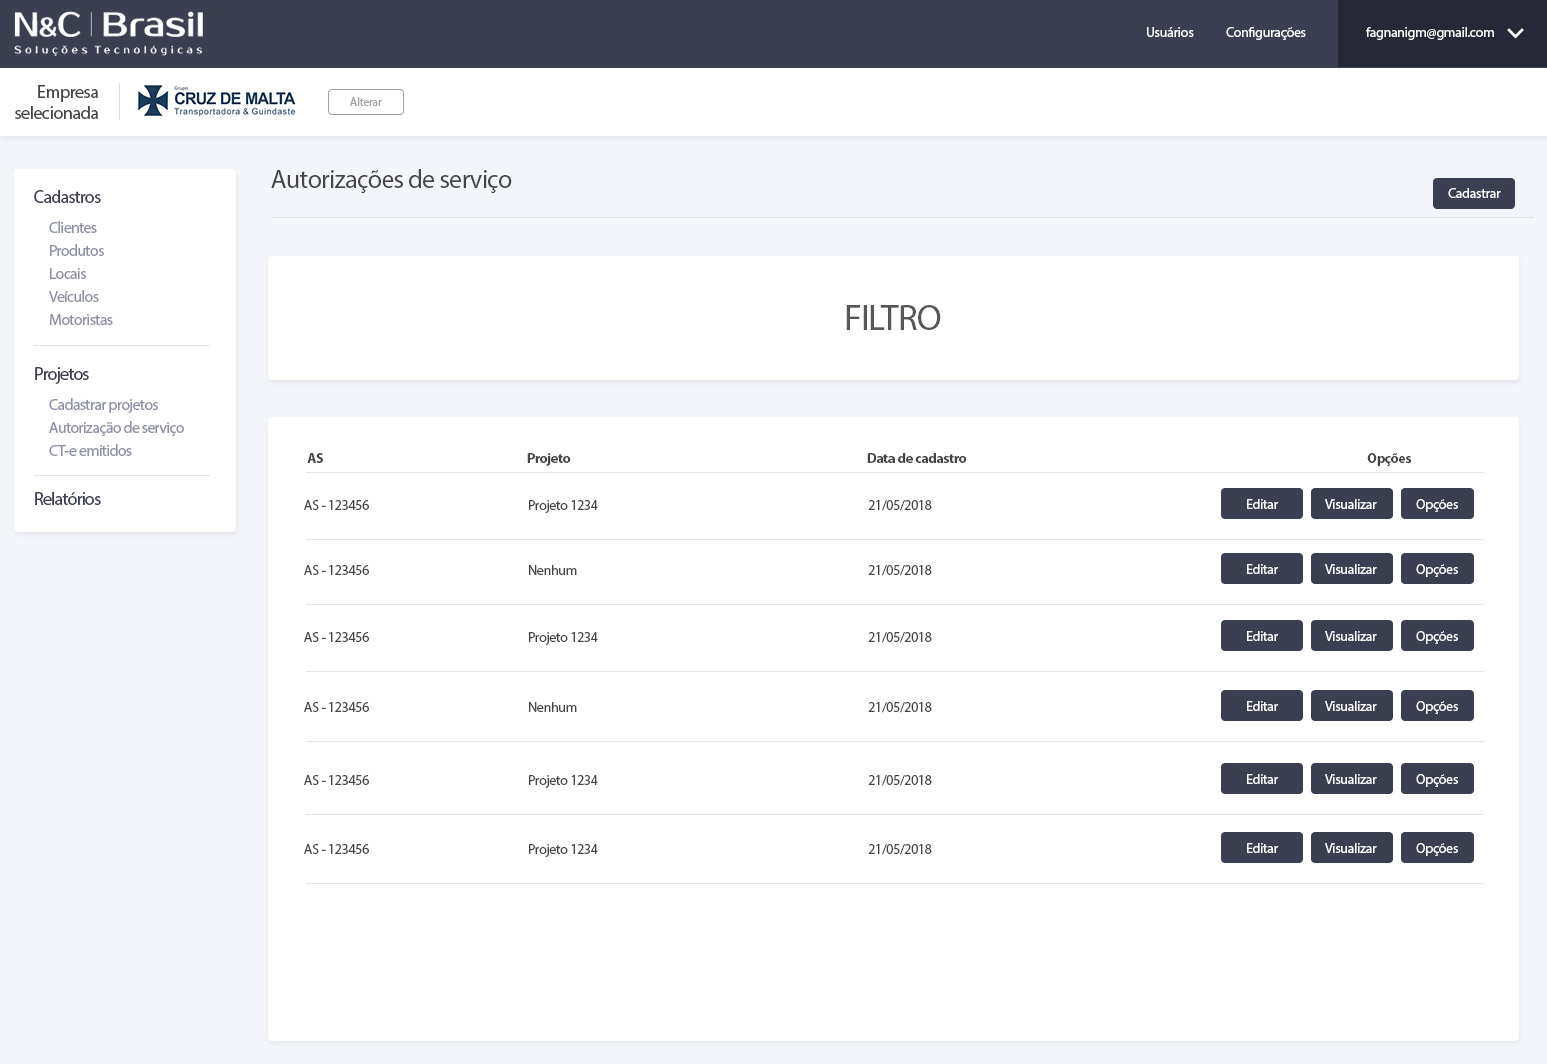 N&C | Brasil
Soluções Tecnológicas
Usuários
Configurações
fagnanigm@gmail.com
Empresa
selecionada
Grupo
CRUZ DE MALTA
Transportadora & Guindaste
Alterar
Cadastros
Clientes
Produtos
Locais
Veículos
Motoristas
Projetos
Cadastrar projetos
Autorização de serviço
CT-e emitidos
Relatórios
Autorizações de serviço
Cadastrar
FILTRO
AS Projeto Data de cadastro Opções
AS - 123456 Projeto 1234 21/05/2018 Editar Visualizar Opções
AS - 123456 Nenhum 21/05/2018 Editar Visualizar Opções
AS - 123456 Projeto 1234 21/05/2018 Editar Visualizar Opções
AS - 123456 Nenhum 21/05/2018 Editar Visualizar Opções
AS - 123456 Projeto 1234 21/05/2018 Editar Visualizar Opções
AS - 123456 Projeto 1234 21/05/2018 Editar Visualizar Opções